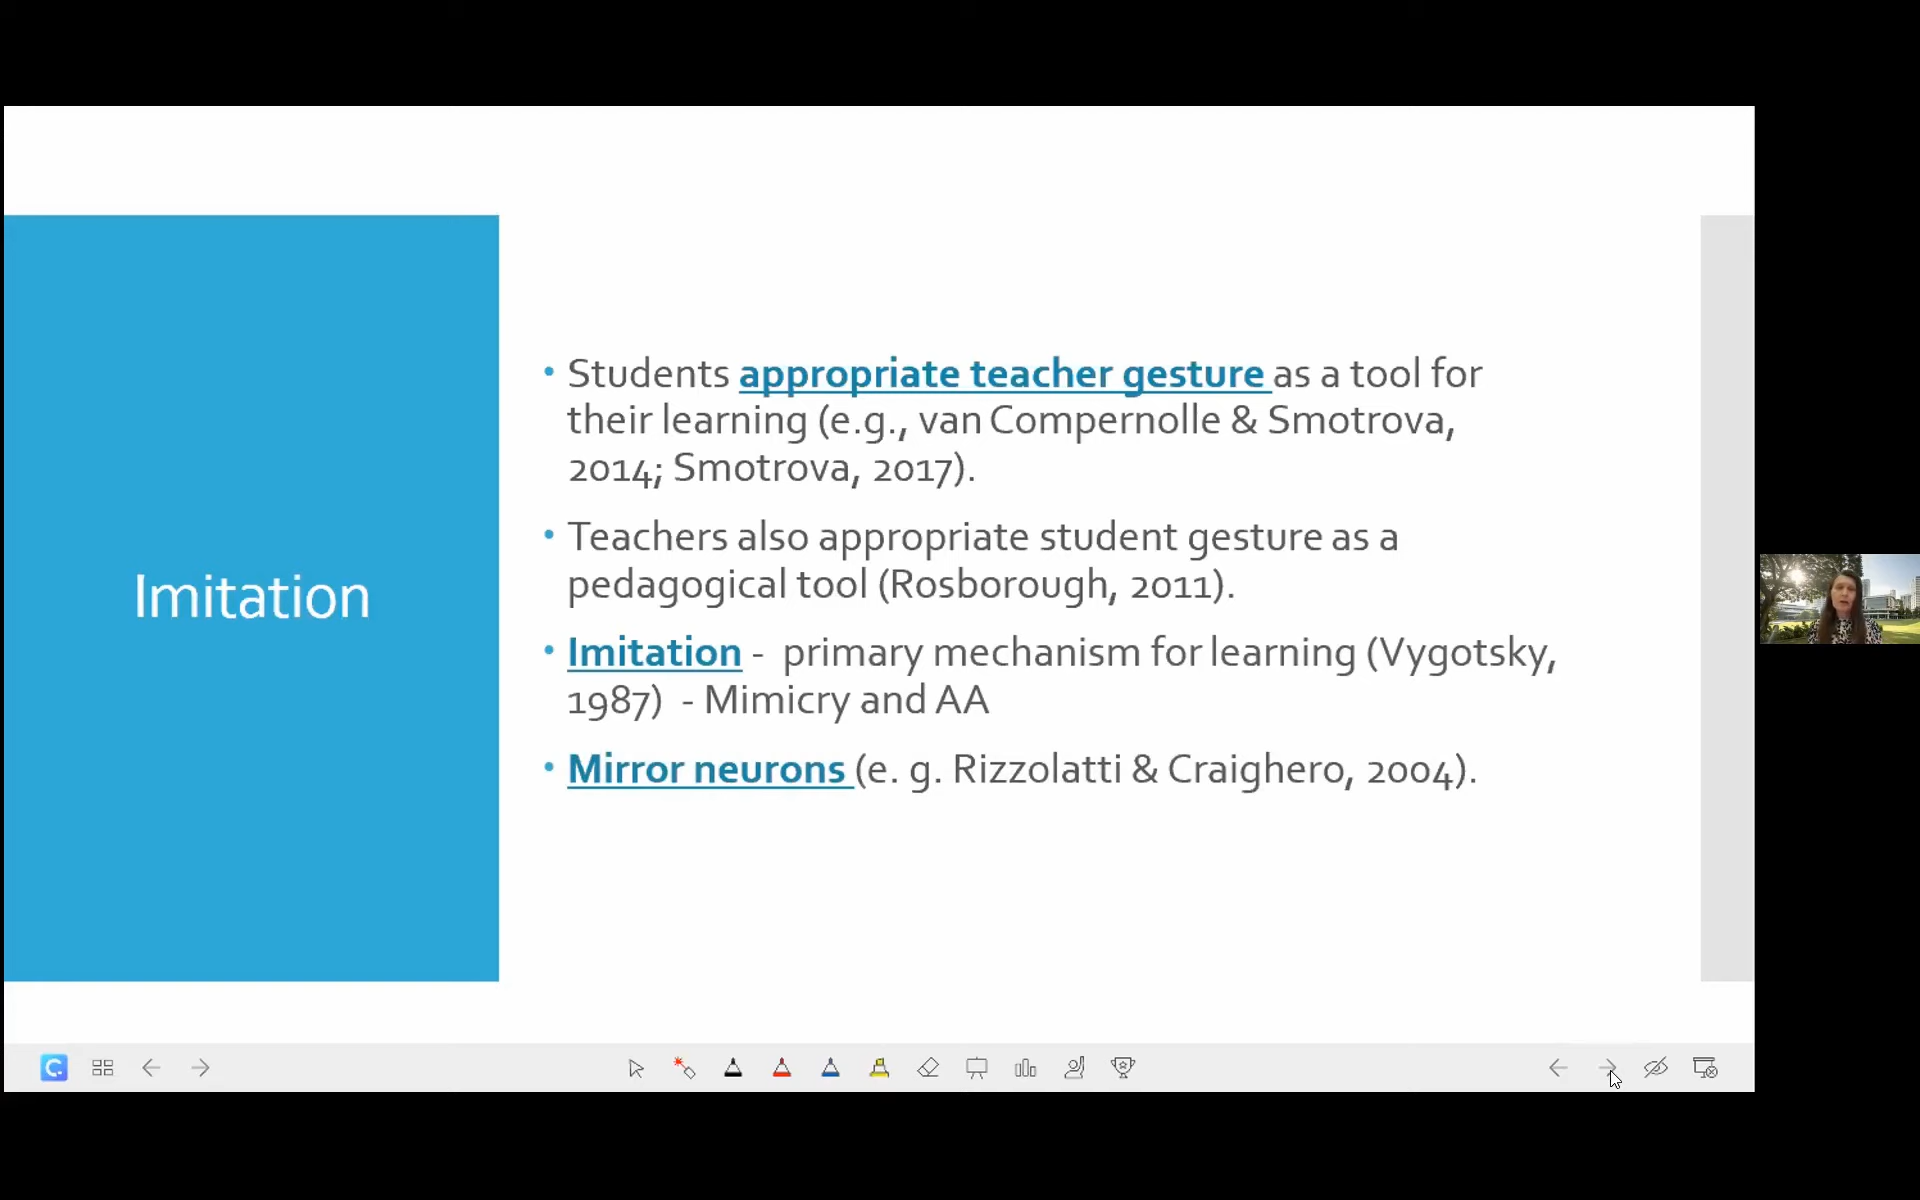 Imitation
• Students appropriate teacher gesture as a tool for
their learning (e.g., van Compernolle & Smotrova,
2014; Smotrova, 2017).
• Teachers also appropriate student gesture as a
pedagogical tool (Rosborough, 2011).
• Imitation - primary mechanism for learning (Vygotsky,
1987) - Mimicry and AA
• Mirror neurons (e. g. Rizzolatti & Craighero, 2004).
C.